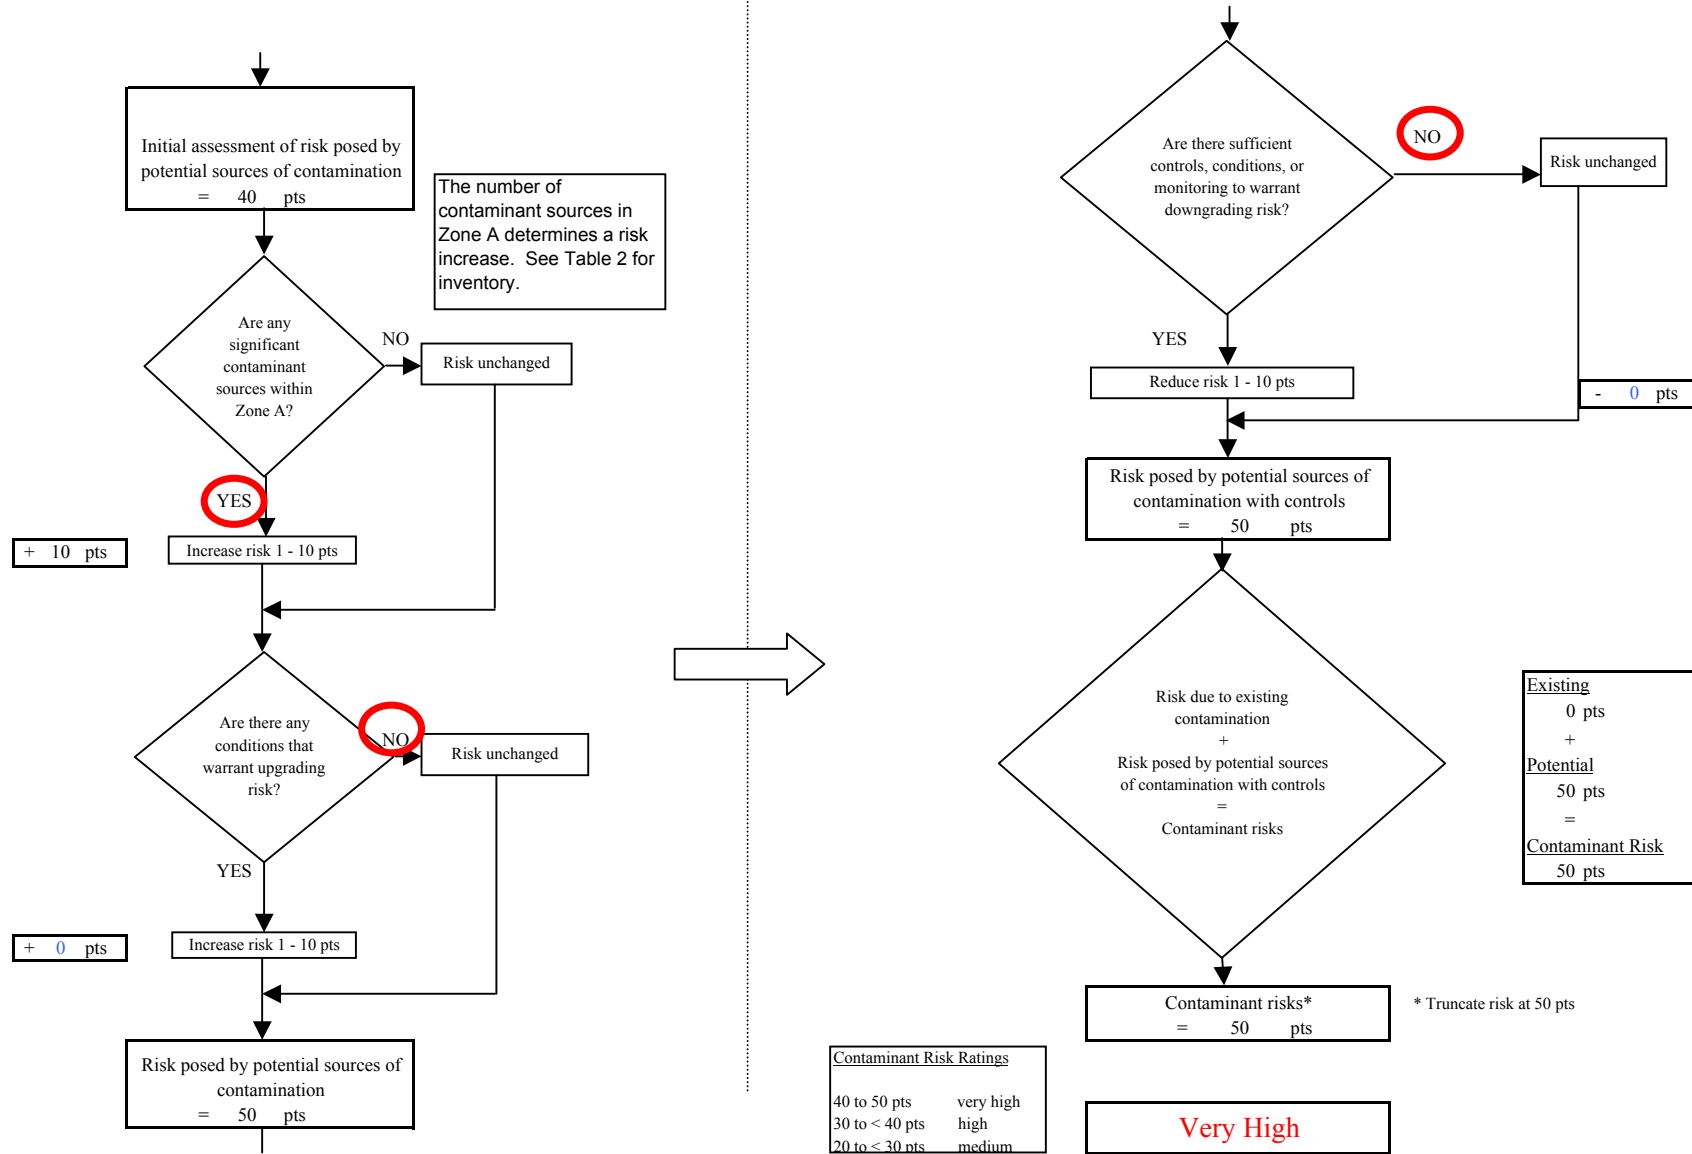 Initial assessment of risk posed by
potential sources of contamination
= 40 pts
The number of
contaminant sources in
Zone A determines a risk
increase. See Table 2 for
inventory.
Are any
significant
contaminant
sources within
Zone A?
NO
Risk unchanged
YES
+ 10 pts
Increase risk 1 - 10 pts
Are there any
conditions that
warrant upgrading
risk?
NO
Risk unchanged
YES
+ 0 pts
Increase risk 1 - 10 pts
Risk posed by potential sources of
contamination
= 50 pts
Are there sufficient
controls, conditions, or
monitoring to warrant
downgrading risk?
NO
Risk unchanged
YES
Reduce risk 1 - 10 pts
- 0 pts
Risk posed by potential sources of
contamination with controls
= 50 pts
Risk due to existing
contamination
+
Risk posed by potential sources
of contamination with controls
=
Contaminant risks
Existing
0 pts
+
Potential
50 pts
=
Contaminant Risk
50 pts
Contaminant risks*
= 50 pts
* Truncate risk at 50 pts
Contaminant Risk Ratings
40 to 50 pts very high
30 to < 40 pts high
20 to < 30 pts medium
Very High